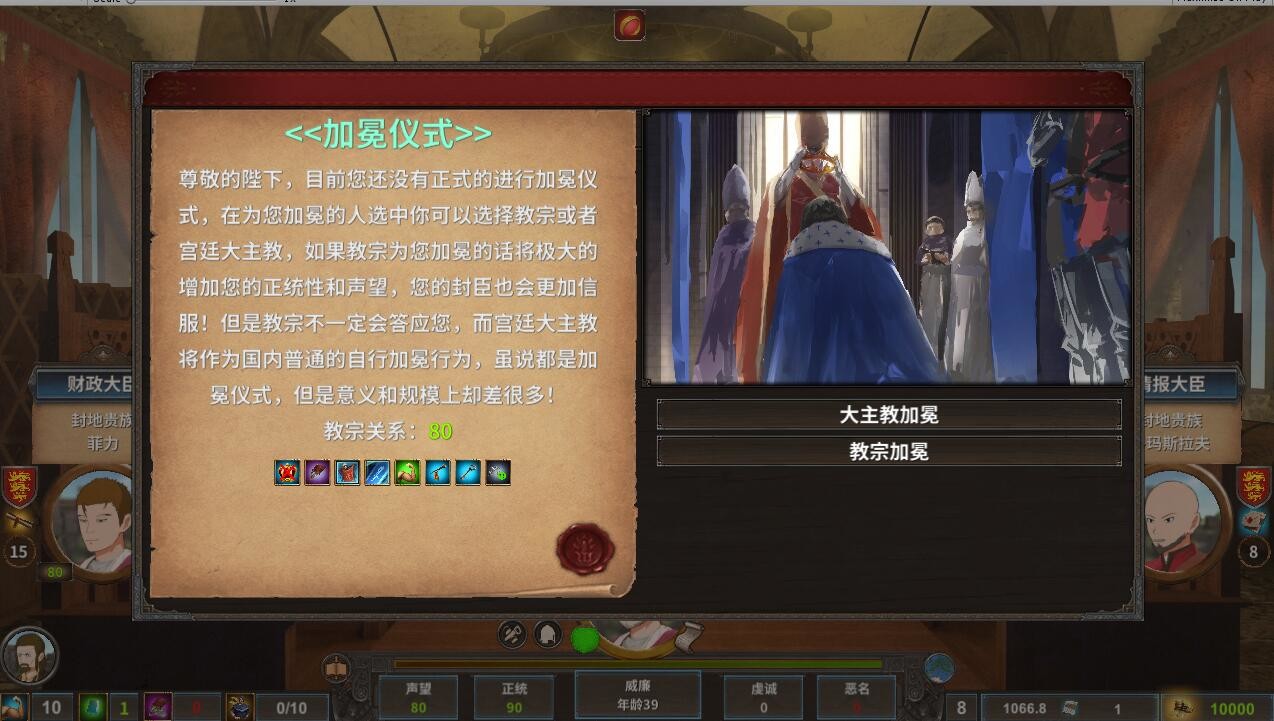 <<加冕仪式>>
尊敬的陛下，目前您还没有正式的进行加冕仪
式，在为您加冕的人选中你可以选择教宗或者
宫廷大主教，如果教宗为您加冕的话将极大的
增加您的正统性和声望，您的封臣也会更加信
服！但是教宗不一定会答应您，而宫廷大主教
将作为国内普通的自行加冕行为，虽说都是加
冕仪式，但是意义和规模上却差很多！
教宗关系：80
大主教加冕
教宗加冕
财政大臣
封地贵族
菲力
15
80
情报大臣
封地贵族
玛斯拉夫
8
10
1
0
0/10
声望
80
正统
90
威廉
年龄39
虔诚
0
恶名
0
8
1066.8
1
10000